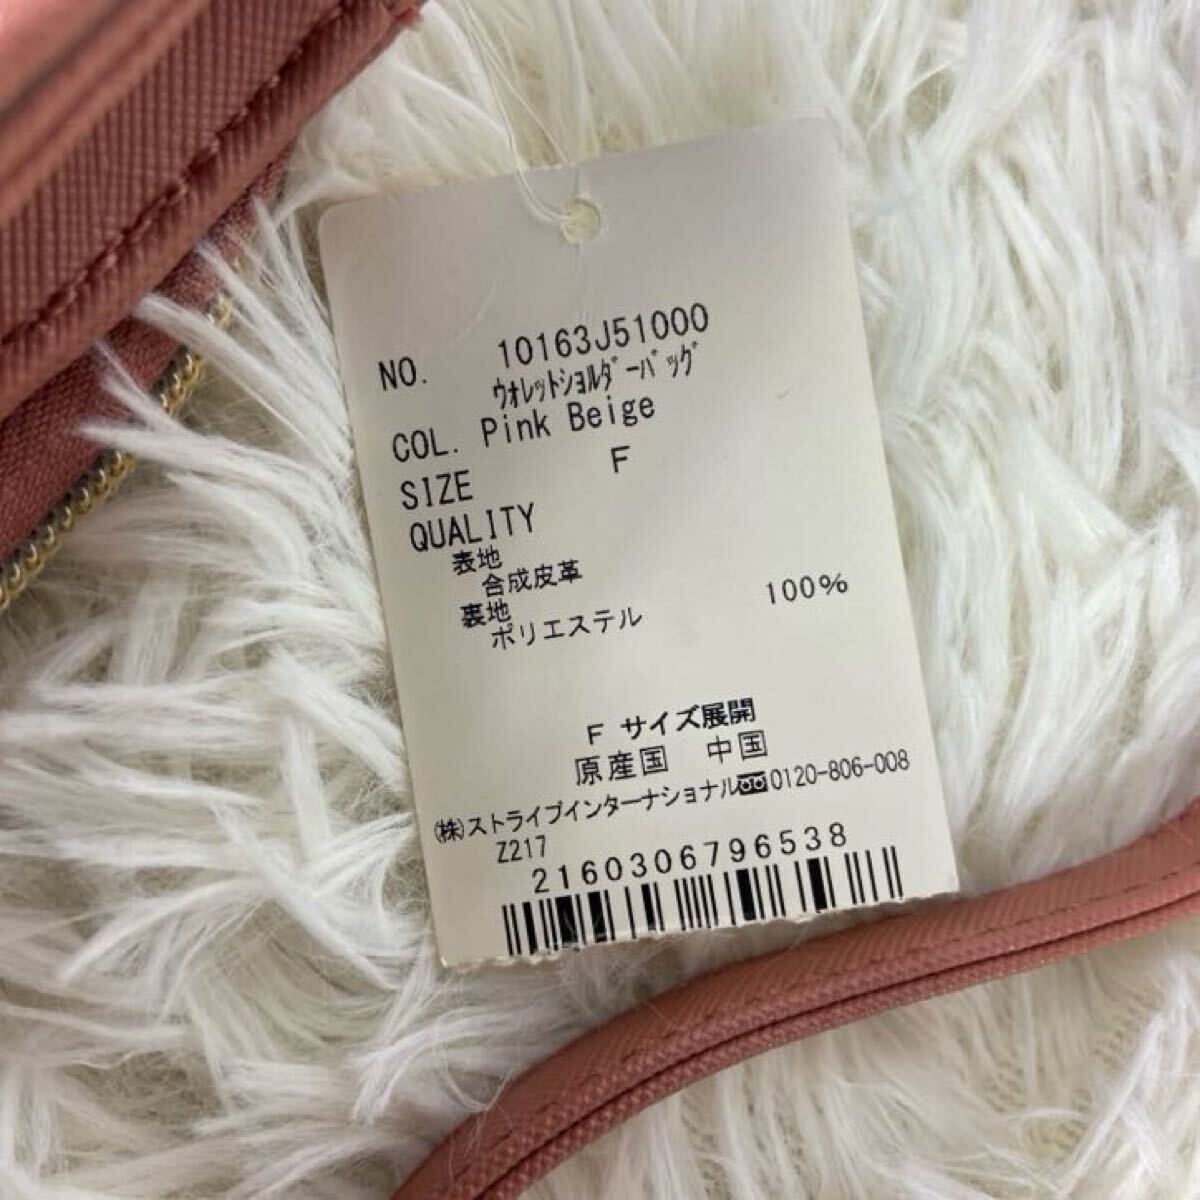 NO. 10163J51000
ｳｫﾚｯﾄｼｮﾙﾀﾞｰﾊﾞｯｸﾞ
COL. Pink Beige
SIZE F
QUALITY
表地
合成皮革
裏地
ポリエステル 100%
F サイズ展開
原産国 中国
(株)ストライプインターナショナル 0120-806-008
Z217
2160306796538